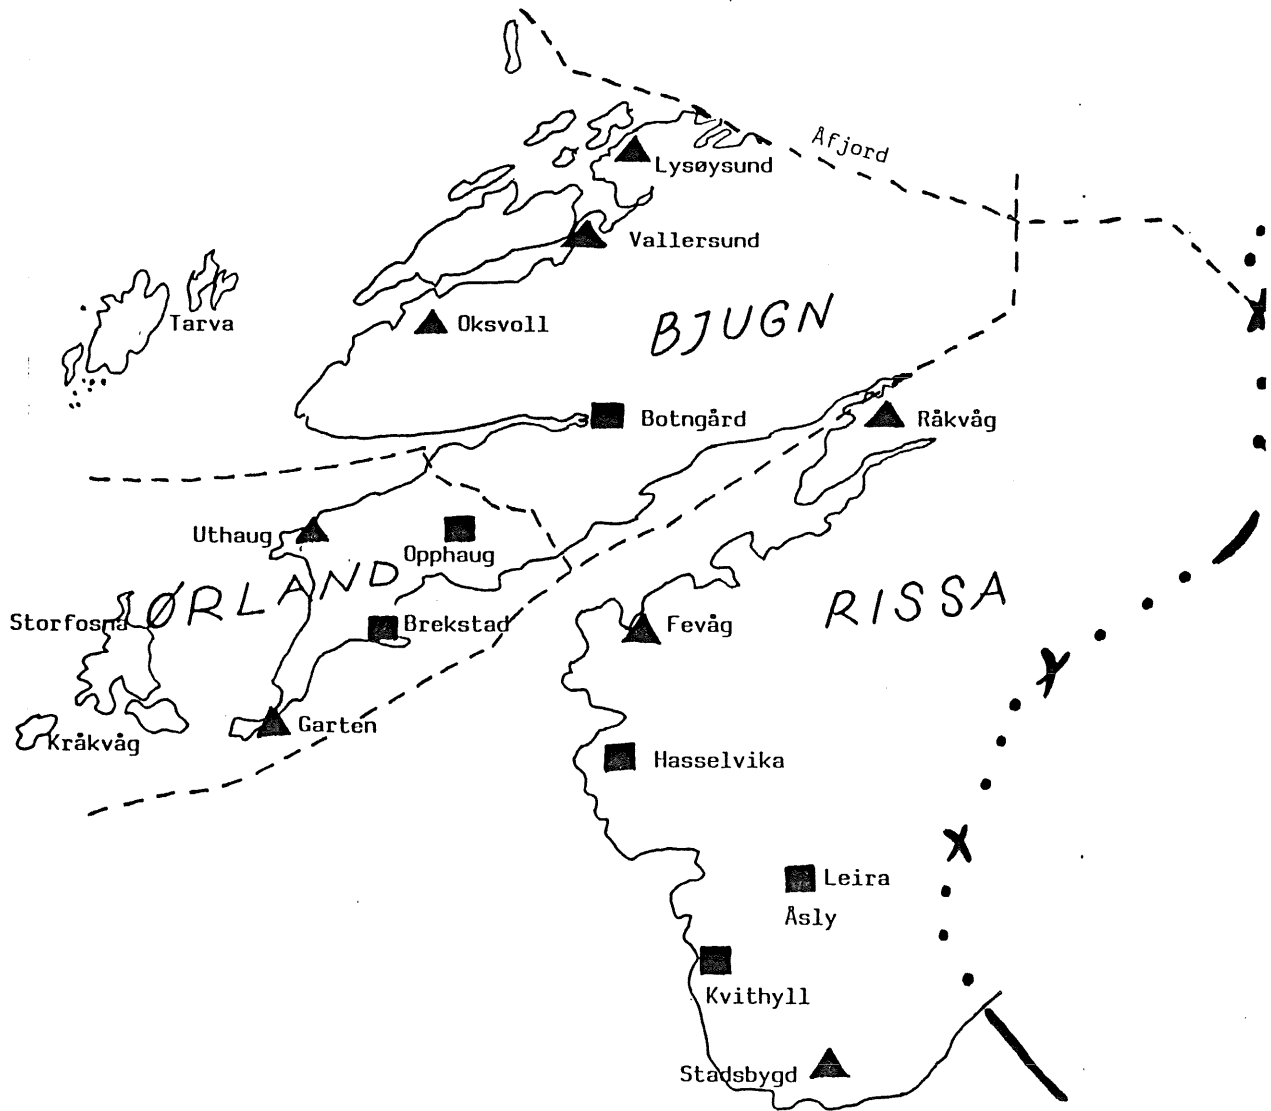 Åfjord
Lysøysund
Vallersund
Tarva
Oksvoll
BJUGN
Botngård
Råkvåg
Uthaug
Opphaug
ØRLAND
RISSA
Storfosna
Brekstad
Fevåg
Garten
Kråkvåg
Hasselvika
Leira
Åsly
Kvithyll
Stadsbygd